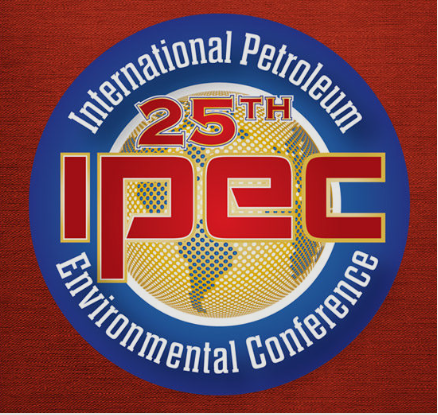 International Petroleum
25TH
IPEC
Environmental Conference